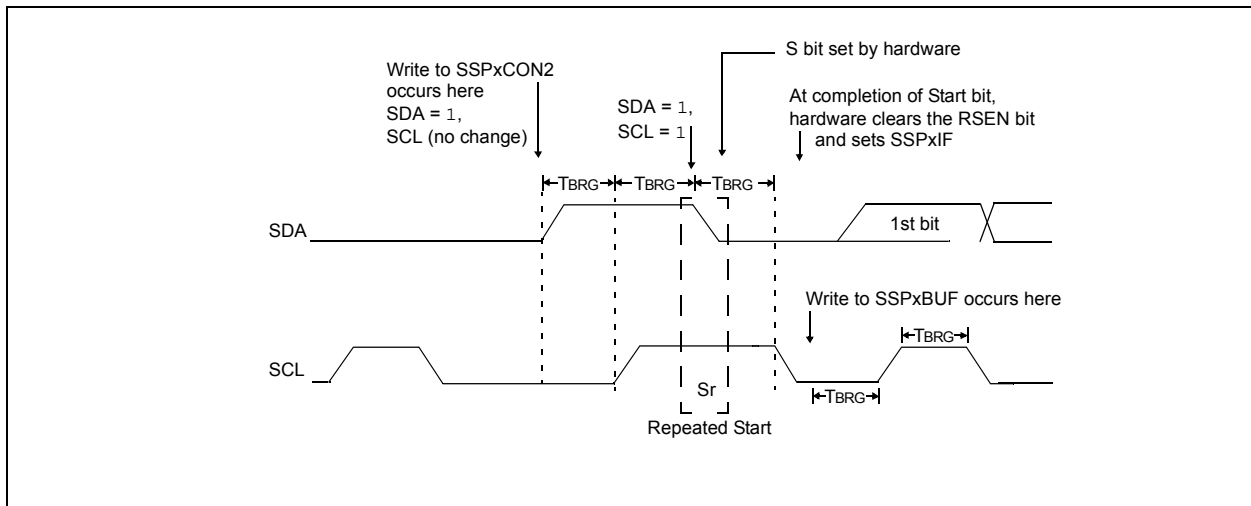 S bit set by hardware
Write to SSPxCON2
occurs here
SDA = 1,
SCL (no change)
SDA = 1,
SCL = 1
At completion of Start bit,
hardware clears the RSEN bit
and sets SSPxIF
TBRG TBRG TBRG
SDA
1st bit
Write to SSPxBUF occurs here
TBRG
SCL
Sr
TBRG
Repeated Start